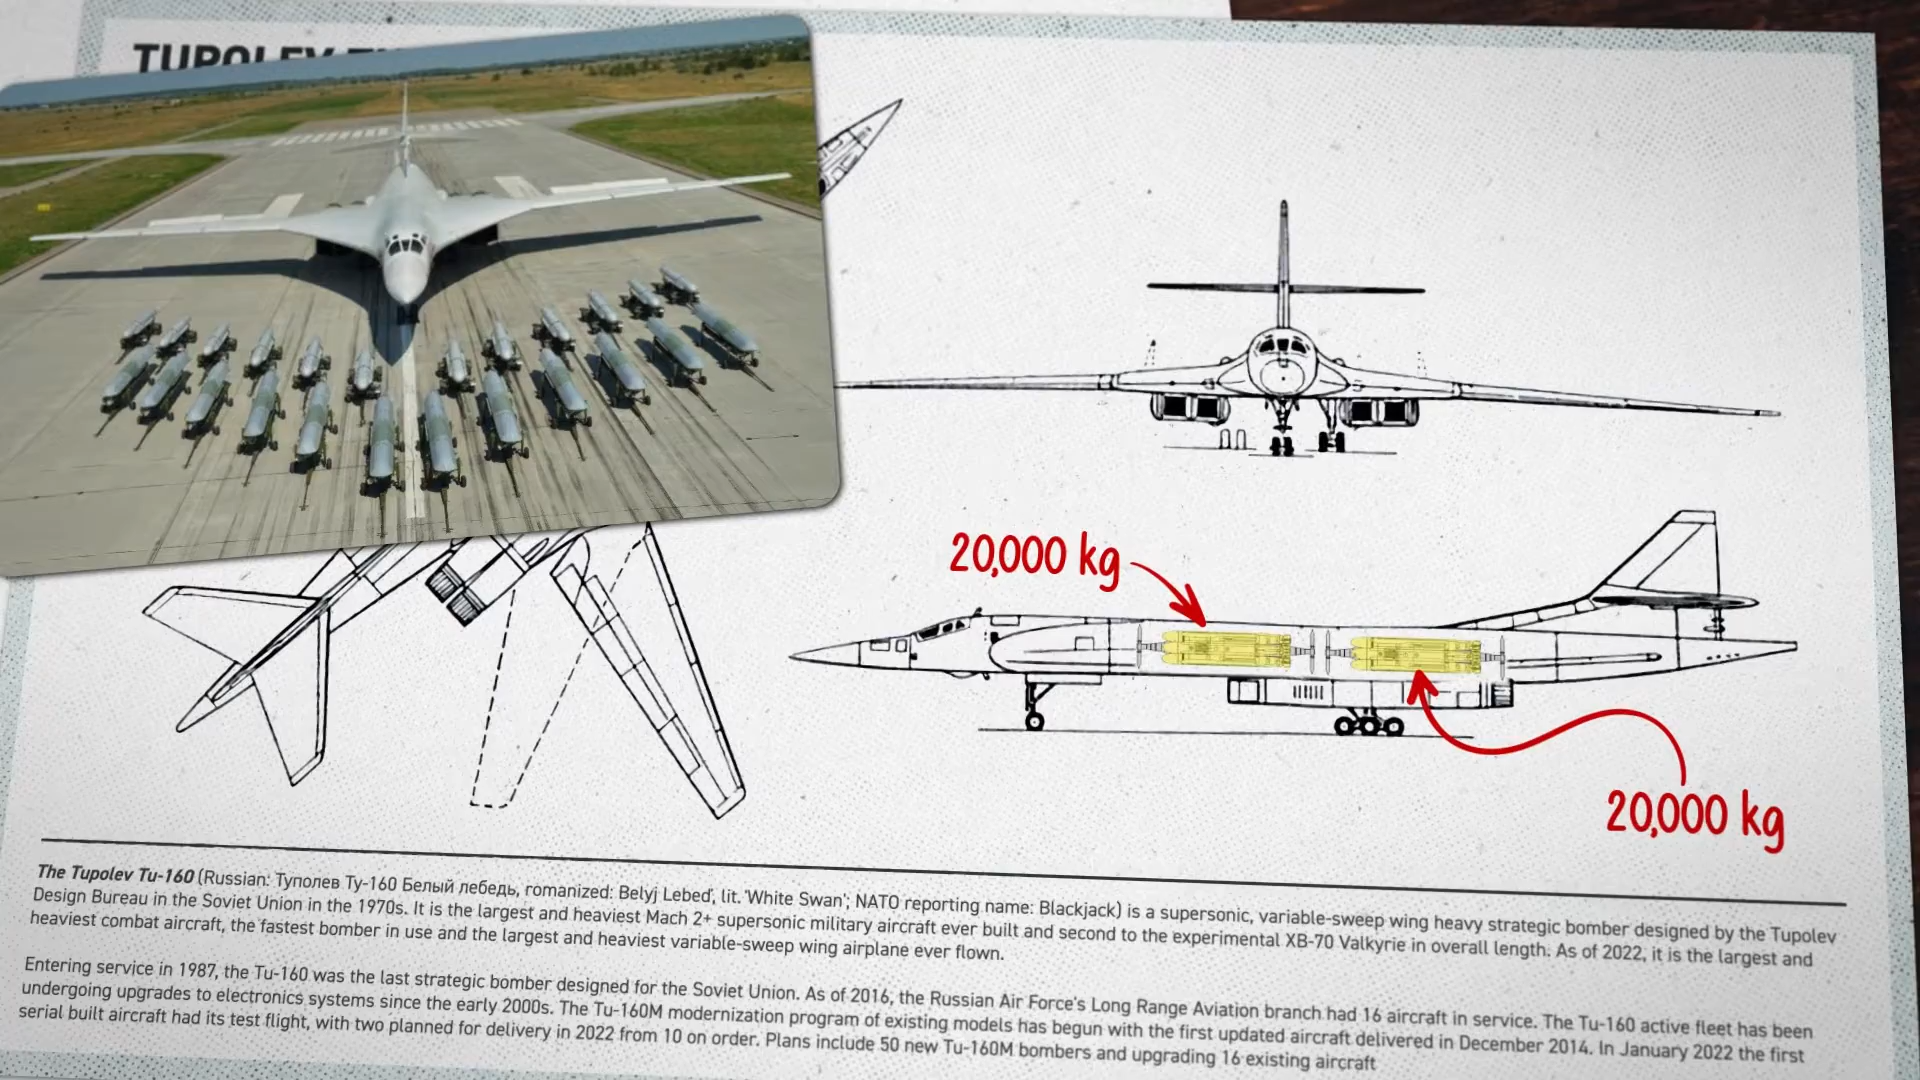 TUPOLEV
20,000 kg
20,000 kg
The Tupolev Tu-160 (Russian: Туполев Ту-160 Белый лебедь, romanized: Belyj Lebed', lit. 'White Swan'; NATO reporting name: Blackjack) is a supersonic, variable-sweep wing heavy strategic bomber designed by the Tupolev
Design Bureau in the Soviet Union in the 1970s. It is the largest and heaviest Mach 2+ supersonic military aircraft ever built and second to the experimental XB-70 Valkyrie in overall length. As of 2022, it is the largest and
heaviest combat aircraft, the fastest bomber in use and the largest and heaviest variable-sweep wing airplane ever flown.
Entering service in 1987, the Tu-160 was the last strategic bomber designed for the Soviet Union. As of 2016, the Russian Air Force's Long Range Aviation branch had 16 aircraft in service. The Tu-160 active fleet has been
undergoing upgrades to electronics systems since the early 2000s. The Tu-160M modernization program of existing models has begun with the first updated aircraft delivered in December 2014. In January 2022 the first
serial built aircraft had its test flight, with two planned for delivery in 2022 from 10 on order. Plans include 50 new Tu-160M bombers and upgrading 16 existing aircraft